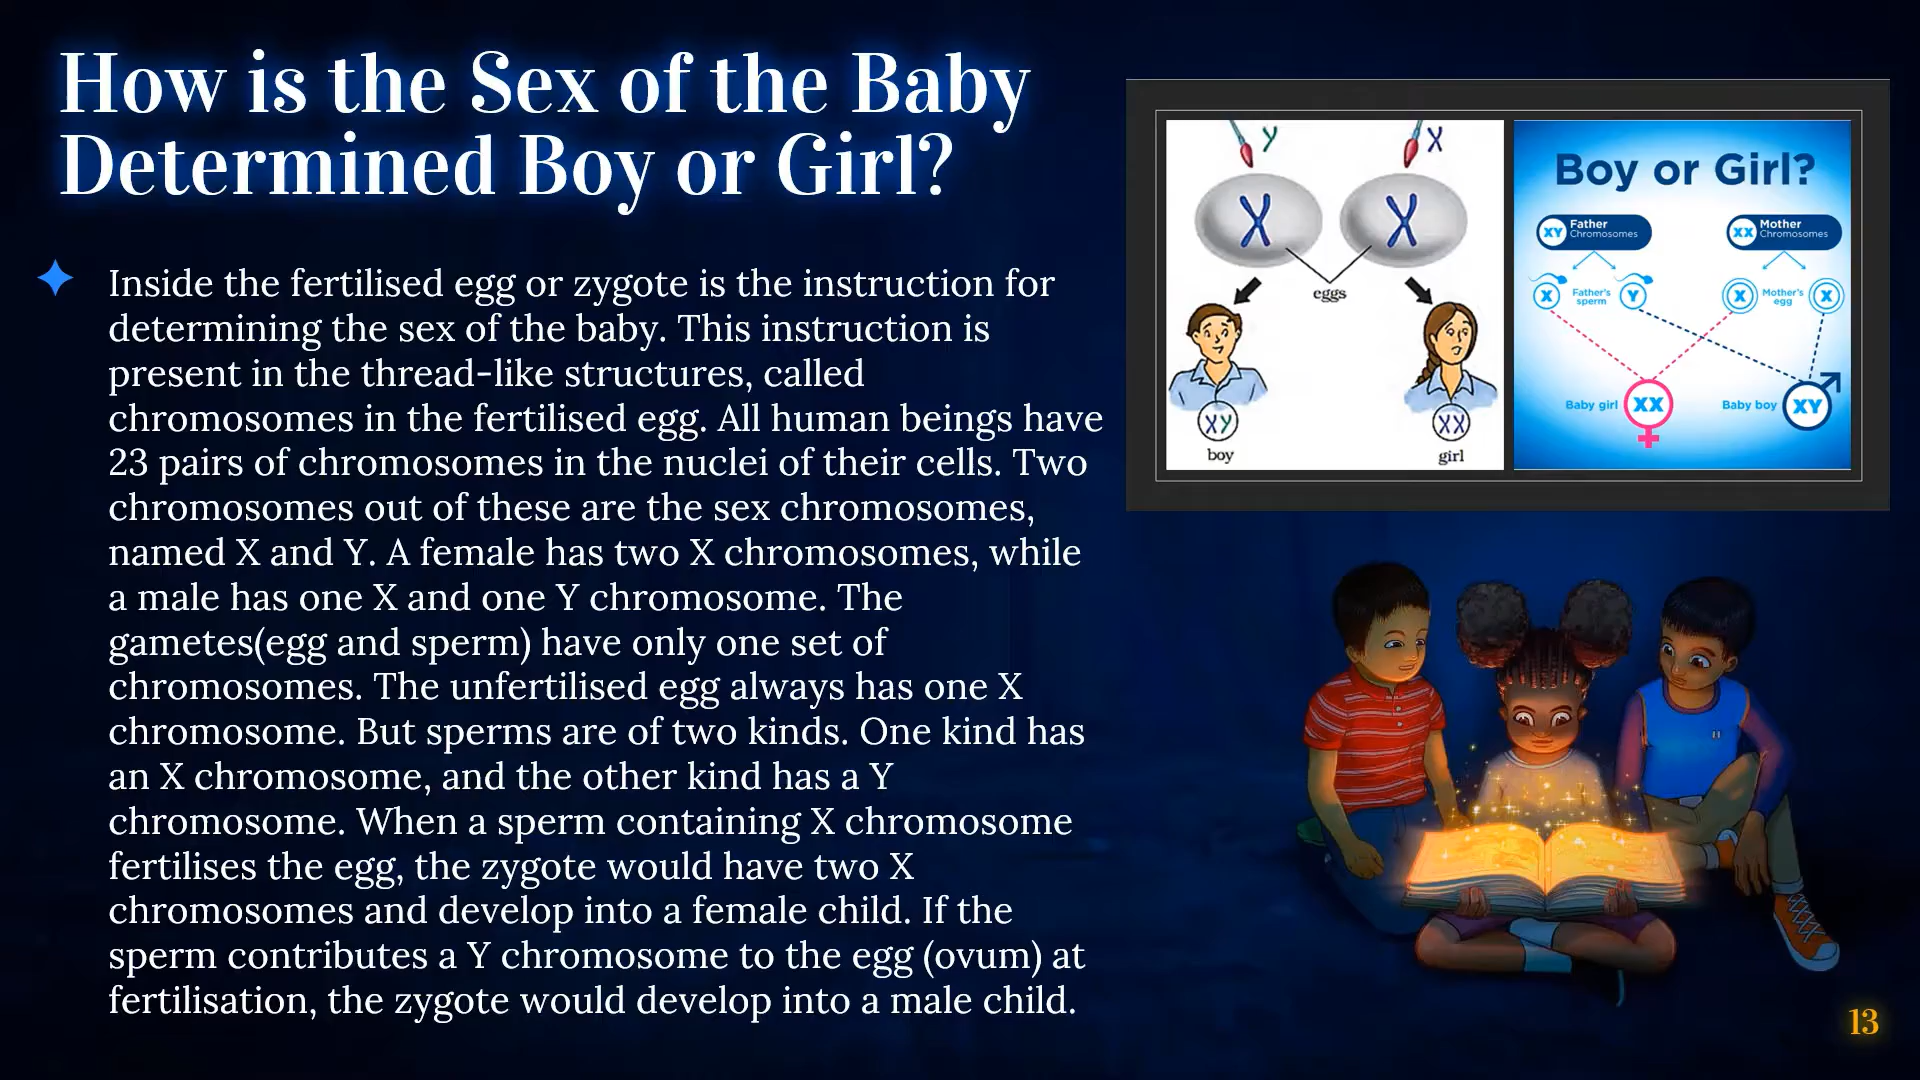 How is the Sex of the Baby
Determined Boy or Girl?
Inside the fertilised egg or zygote is the instruction for
determining the sex of the baby. This instruction is
present in the thread-like structures, called
chromosomes in the fertilised egg. All human beings have
23 pairs of chromosomes in the nuclei of their cells. Two
chromosomes out of these are the sex chromosomes,
named X and Y. A female has two X chromosomes, while
a male has one X and one Y chromosome. The
gametes(egg and sperm) have only one set of
chromosomes. The unfertilised egg always has one X
chromosome. But sperms are of two kinds. One kind has
an X chromosome, and the other kind has a Y
chromosome. When a sperm containing X chromosome
fertilises the egg, the zygote would have two X
chromosomes and develop into a female child. If the
sperm contributes a Y chromosome to the egg (ovum) at
fertilisation, the zygote would develop into a male child.
Y X
X X
eggs
XY XX
boy girl
Boy or Girl?
XY Father Chromosomes
XX Mother Chromosomes
X Father's sperm Y
X Mother's egg X
Baby girl XX
Baby boy XY
13